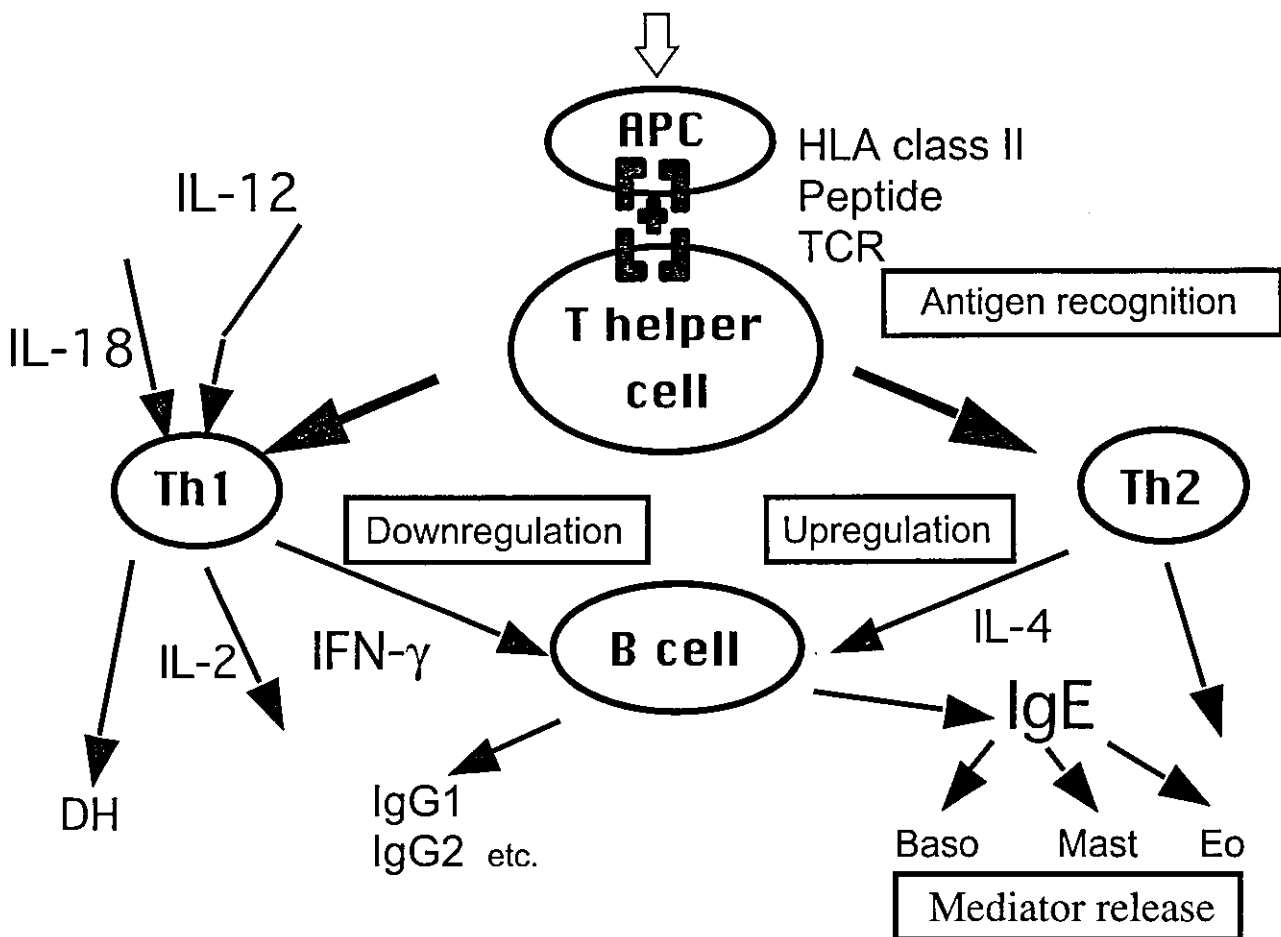 APC
HLA class II
Peptide
TCR
IL-12
IL-18
T helper
cell
Antigen recognition
Th1
Th2
Downregulation
Upregulation
IL-2
IFN-γ
B cell
IL-4
IgE
DH
IgG1
IgG2 etc.
Baso
Mast
Eo
Mediator release